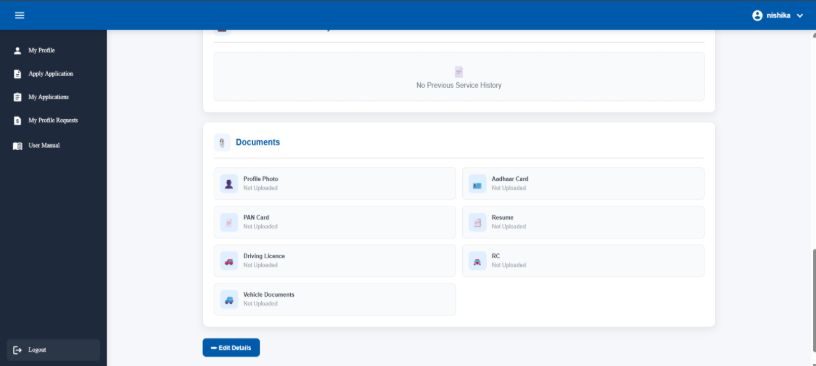 nishika
My Profile
Apply Application
My Applications
My Profile Requests
User Manual
No Previous Service History
Documents
Profile Photo
Not Uploaded
Aadhaar Card
Not Uploaded
PAN Card
Not Uploaded
Resume
Not Uploaded
Driving Licence
Not Uploaded
RC
Not Uploaded
Vehicle Documents
Not Uploaded
Edit Details
Logout